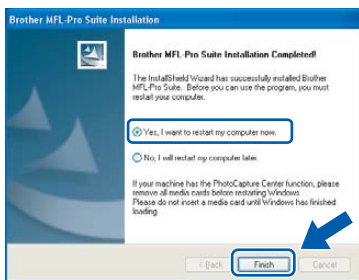 Brother MFL-Pro Suite Installation
Brother MFL-Pro Suite Installation Completed!
The InstallShield Wizard has successfully installed Brother
MFL-Pro Suite. Before you can use the program, you must
restart your computer.
Yes, I want to restart my computer now.
No, I will restart my computer later.
If your machine has the PhotoCapture Center function, please
remove all media cards before restarting Windows.
Please do not insert a media card until Windows has finished
loading.
< Back
Finish
Cancel